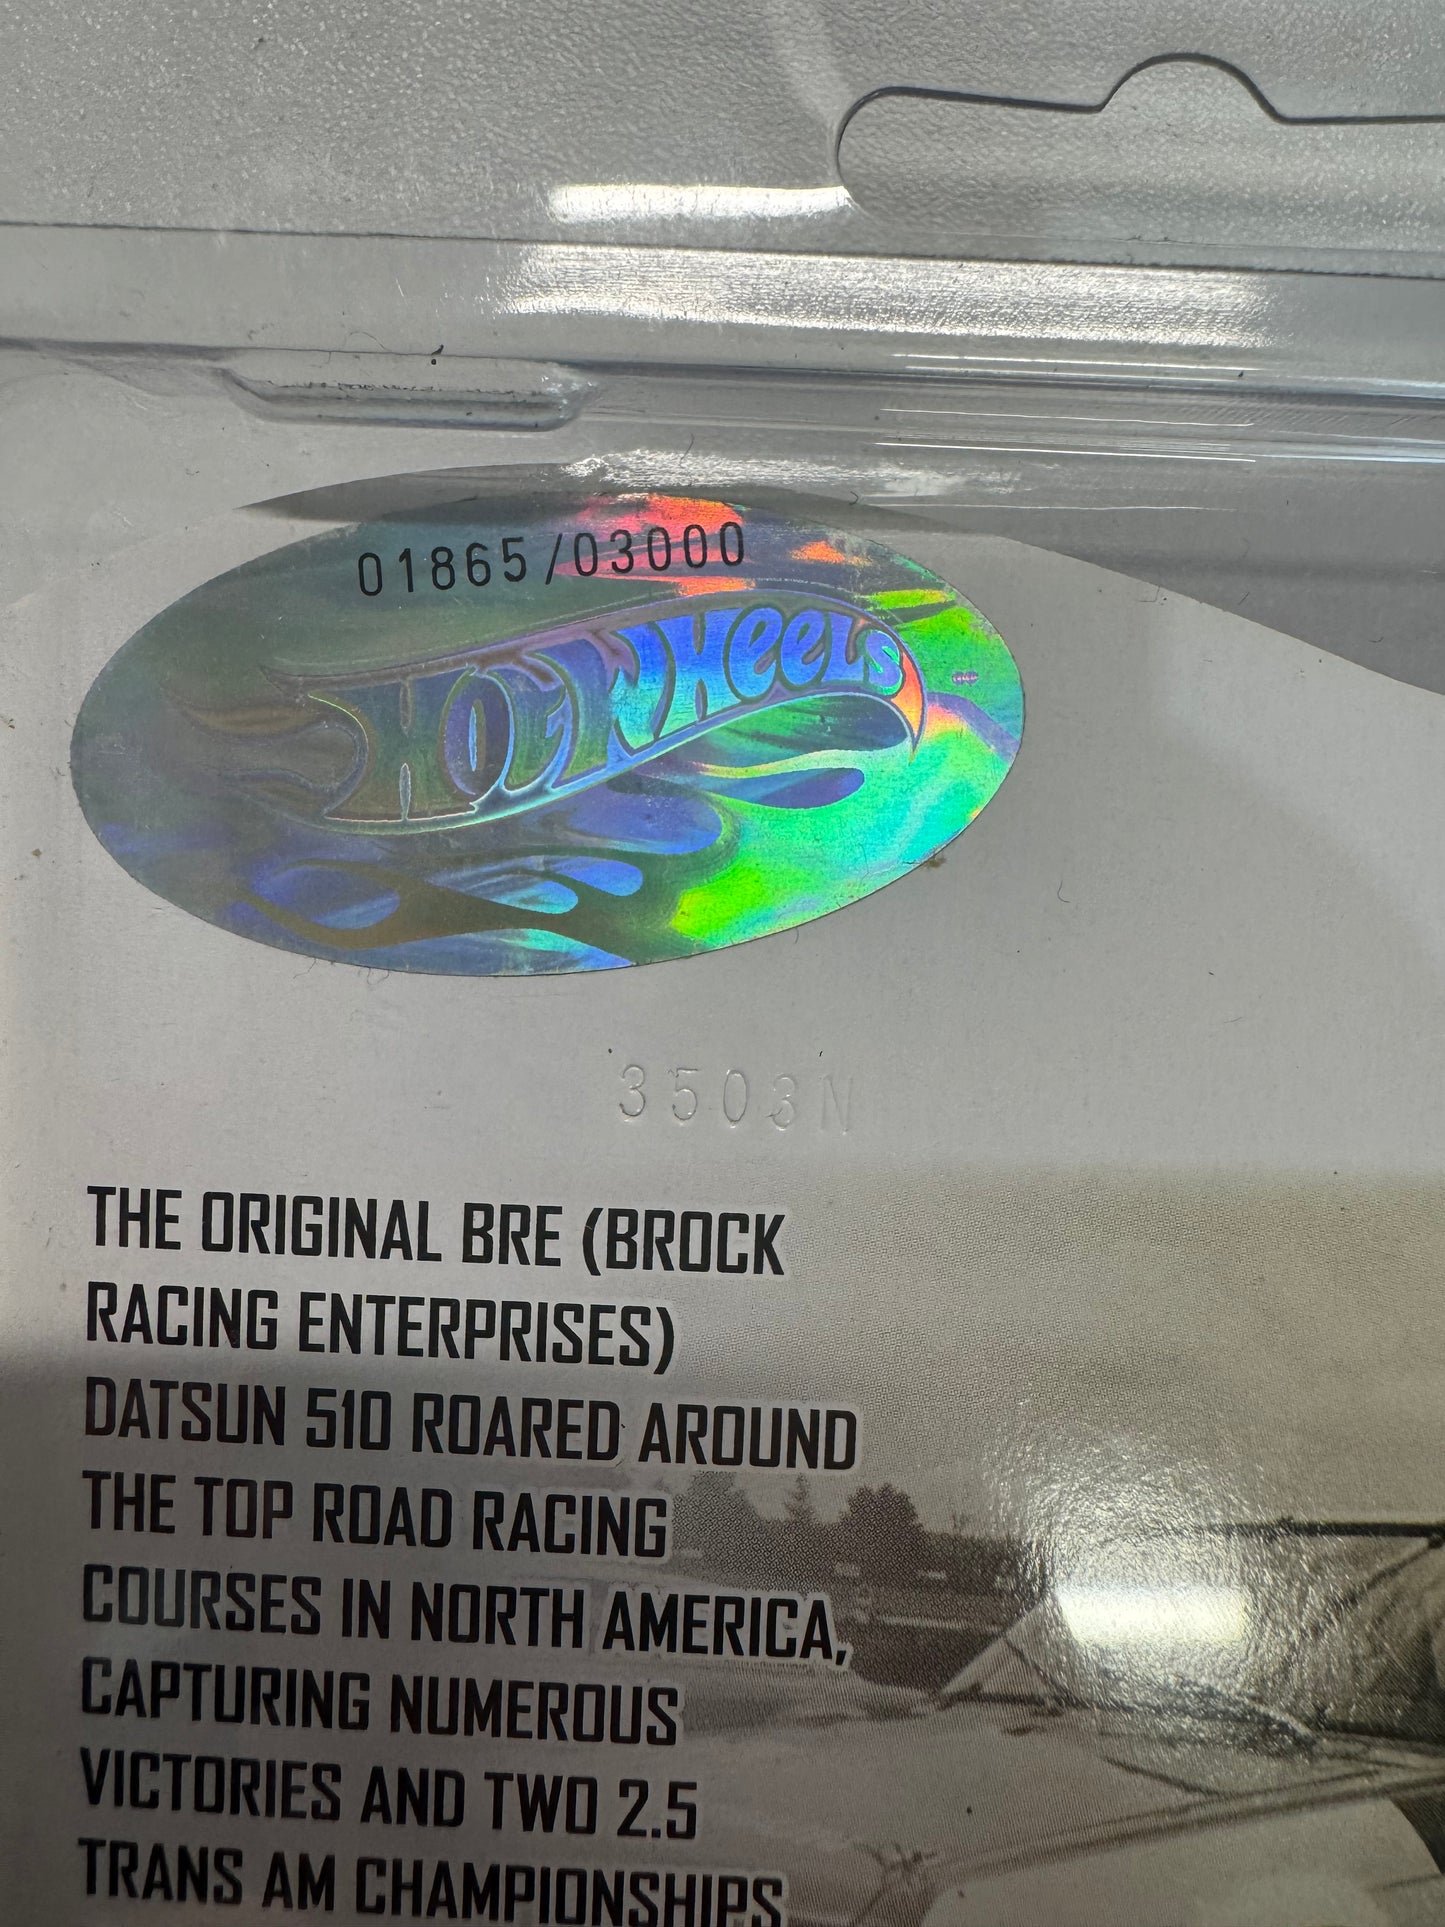 01865/03000
Hot Wheels
3503N
THE ORIGINAL BRE (BROCK
RACING ENTERPRISES)
DATSUN 510 ROARED AROUND
THE TOP ROAD RACING
COURSES IN NORTH AMERICA,
CAPTURING NUMEROUS
VICTORIES AND TWO 2.5
TRANS AM CHAMPIONSHIPS